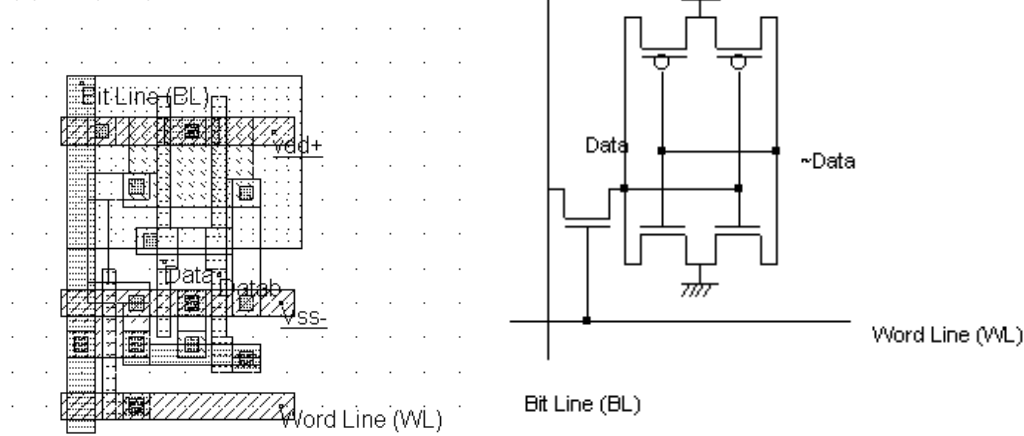 Bit Line (BL)
vdd+
Data
Datab
Vss-
Word Line (WL)
Data
~Data
Word Line (WL)
Bit Line (BL)